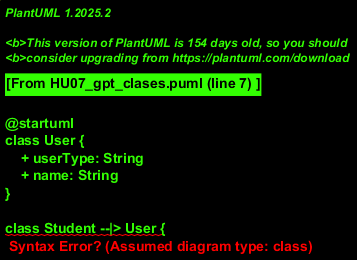 PlantUML 1.2025.2
<b>This version of PlantUML is 154 days old, so you should
<b>consider upgrading from https://plantuml.com/download
[From HU07_gpt_clases.puml (line 7) ]
@startuml
class User {
    + userType: String
    + name: String
}
class Student --|> User {
Syntax Error? (Assumed diagram type: class)